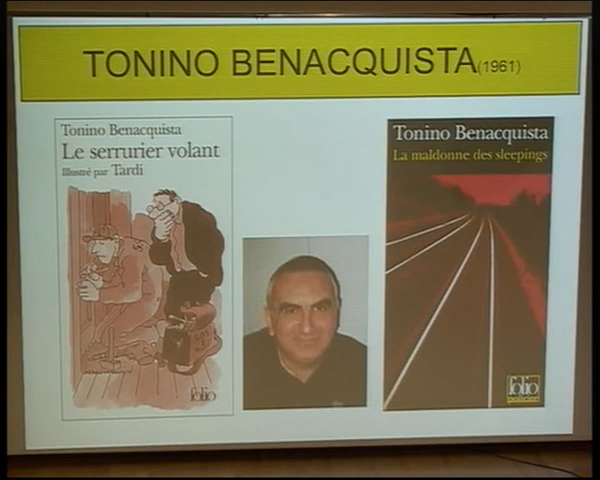 TONINO BENACQUISTA(1961)
Tonino Benacquista
Le serrurier volant
Illustré par Tardi
folio
Tonino Benacquista
La maldonne des sleepings
folio
policier